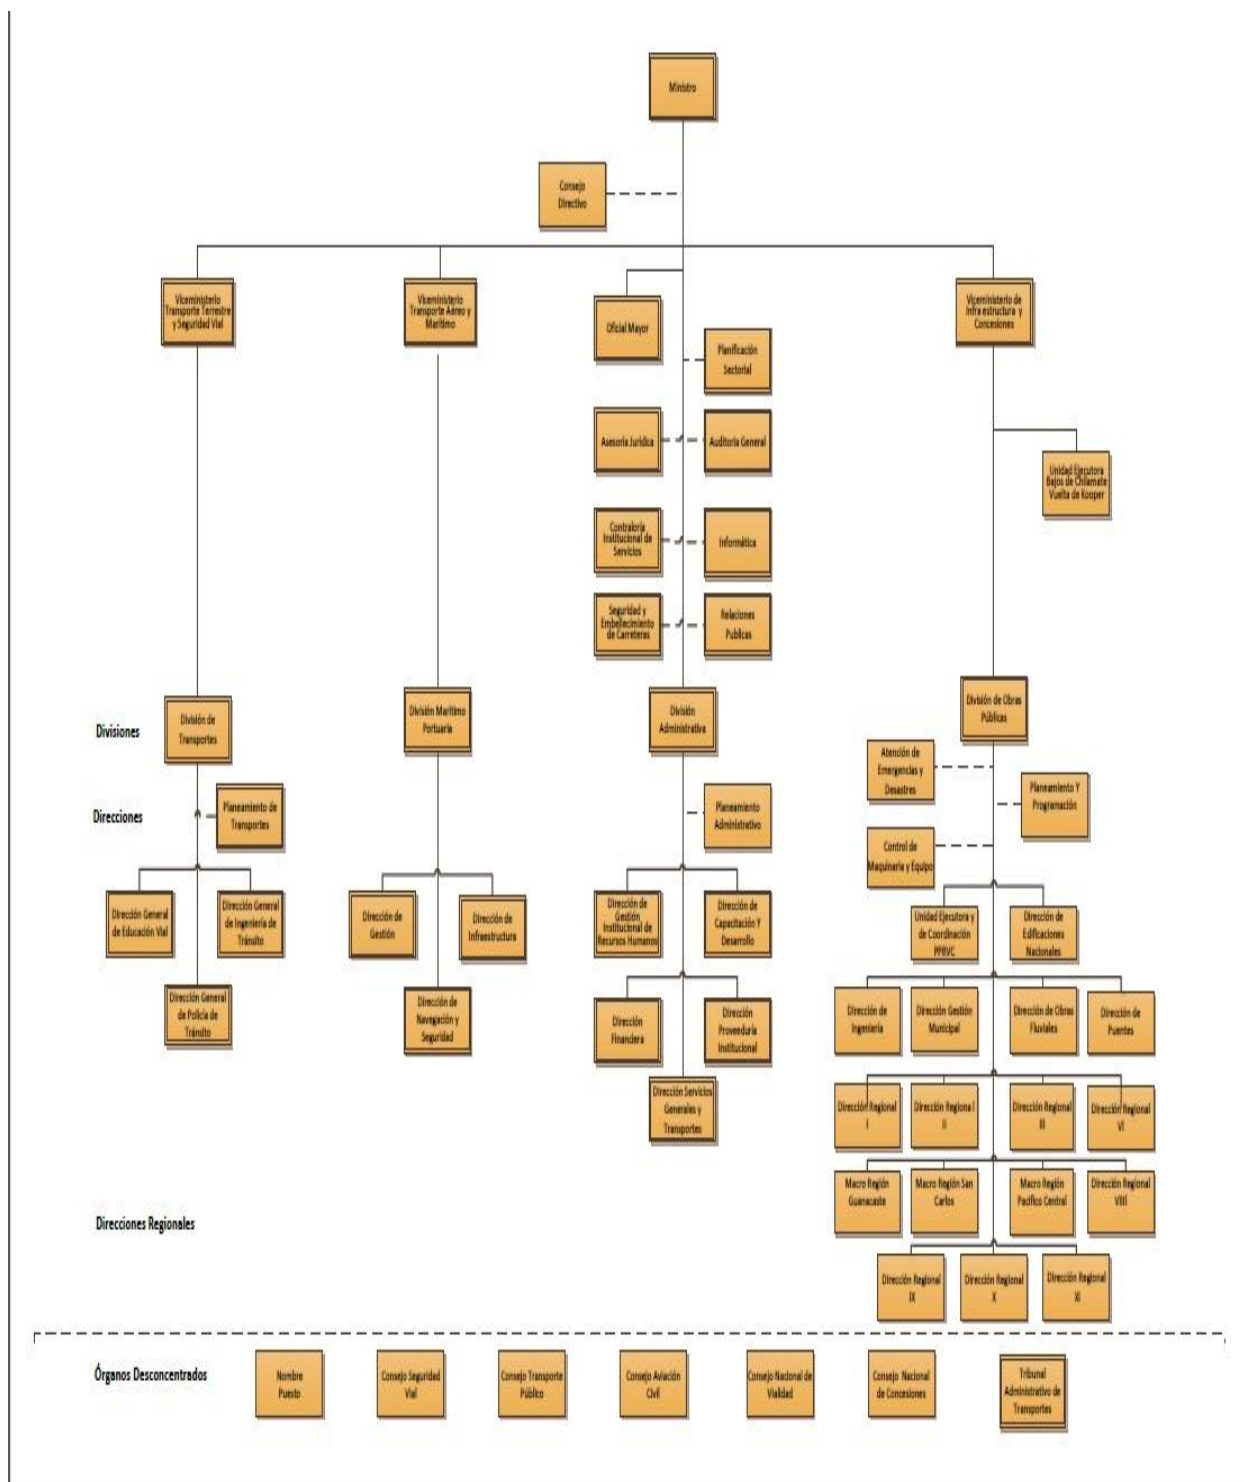 Ministro
Consejo
Directivo
Viceministerio
Transporte Terrestre
y Seguridad Vial
Viceministerio
Transporte Aéreo y
Marítimo
Oficial Mayor
Planificación
Sectorial
Viceministerio de
Infra estructura y
Concesiones
Asesoría Jurídica
Auditoría General
Unidad Ejecutora
Bajos de Chilamate
Vuelta de Kooper
Contraloría
Institucional de
Servicios
Informática
Seguridad y
Embellecimiento
de Carreteras
Relaciones
Publicas
Divisiones
División de
Transportes
División Marítimo
Portuaria
División
Administrativa
División de Obras
Públicas
Atención de
Emergencias y
Desastres
Direcciones
Planeamiento de
Transportes
Planeamiento
Administrativo
Planeamiento Y
Programación
Control de
Maquinaria y Equipo
Dirección General
de Educación Vial
Dirección General
de Ingeniería de
Tránsito
Dirección de
Gestión
Dirección de
Infraestructura
Dirección de
Gestión
Institucional de
Recursos Humanos
Dirección de
Capacitación Y
Desarrollo
Unidad Ejecutora y
de Coordinación
PPRVC
Dirección de
Edificaciones
Nacionales
Dirección General
de Policía de
Tránsito
Dirección de
Navegación y
Seguridad
Dirección
Financiera
Dirección
Proveeduría
Institucional
Dirección de
Ingeniería
Dirección Gestión
Municipal
Dirección de Obras
Fluviales
Dirección de
Puentes
Dirección Servicios
Generales y
Transportes
Dirección Regional
I
Dirección Regiona l
II
Dirección Regional
III
Dirección Regional
VI
Direcciones Regionales
Macro Región
Guanacaste
Macro Región San
Carlos
Macro Región
Pacifico Central
Dirección Regional
VIII
Dirección Regional
IX
Dirección Regional
X
Dirección Regional
XI
Órganos Desconcentrados
Nombre
Puesto
Consejo Seguridad
Vial
Consejo Transporte
Público
Consejo Aviación
Civil
Consejo Nacional de
Vialidad
Consejo Nacional
de Concesiones
Tribunal
Administrativo de
Transportes